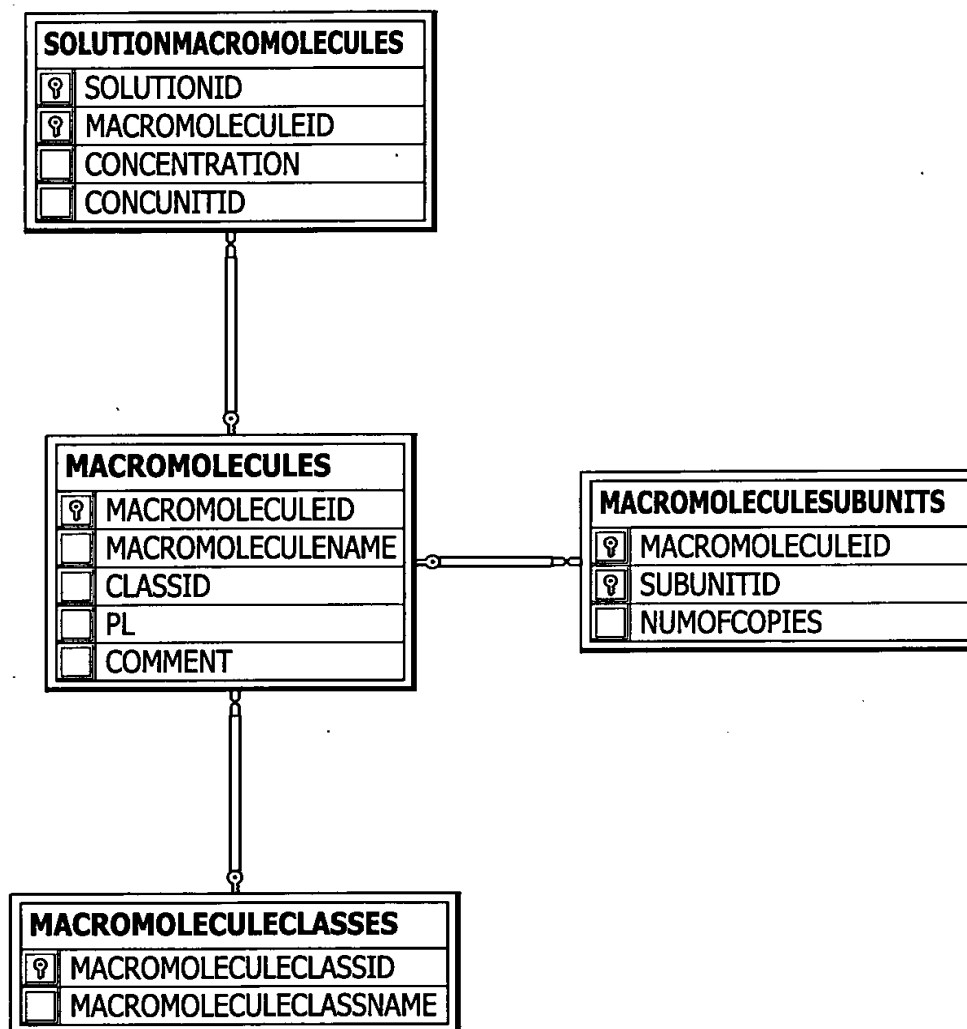 SOLUTIONMACROMOLECULES
SOLUTIONID
MACROMOLECULEID
CONCENTRATION
CONCUNITID
MACROMOLECULES
MACROMOLECULEID
MACROMOLECULENAME
CLASSID
PL
COMMENT
MACROMOLECULESUBUNITS
MACROMOLECULEID
SUBUNITID
NUMOFCOPIES
MACROMOLECULECLASSES
MACROMOLECULECLASSID
MACROMOLECULECLASSNAME